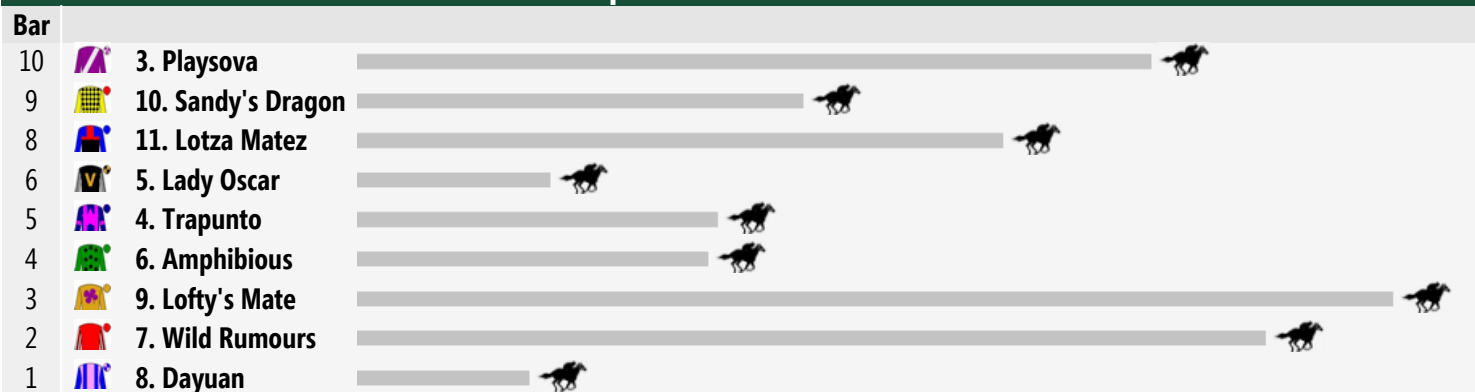 Bar
10 3. Playsova
9 10. Sandy's Dragon
8 11. Lotza Matez
6 V 5. Lady Oscar
5 4. Trapunto
4 6. Amphibious
3 9. Lofty's Mate
2 7. Wild Rumours
1 8. Dayuan